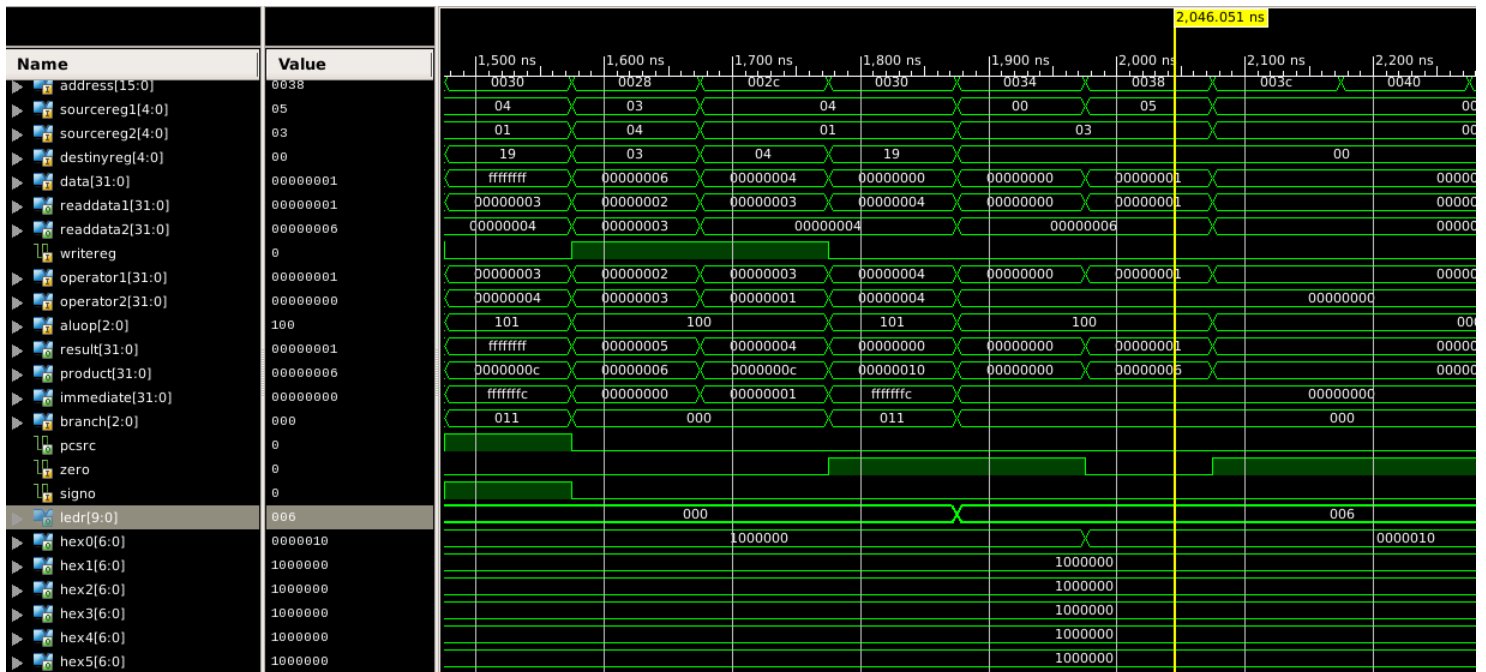 2,046.051 ns
Name Value 1,500 ns 1,600 ns 1,700 ns 1,800 ns 1,900 ns 2,000 ns 2,100 ns 2,200 ns
address[15:0] 0038 0030 0028 002c 0030 0034 0038 003c 0040
sourcereg1[4:0] 05 04 03 04 00 05 00
sourcereg2[4:0] 03 01 04 01 03 00
destinyreg[4:0] 00 19 03 04 19 00
data[31:0] 00000001 ffffffff 00000006 00000004 00000000 00000000 00000001 0000
readdata1[31:0] 00000001 00000003 00000002 00000003 00000004 00000000 00000001 0000
readdata2[31:0] 00000006 00000004 00000003 00000004 00000006 0000
writereg 0
operator1[31:0] 00000001 00000003 00000002 00000003 00000004 00000000 00000001 0000
operator2[31:0] 00000000 00000004 00000003 00000001 00000004 00000000
aluop[2:0] 100 101 100 101 100 00
result[31:0] 00000001 ffffffff 00000005 00000004 00000000 00000000 00000001 0000
product[31:0] 00000006 0000000c 00000006 0000000c 00000010 00000000 00000006 0000
immediate[31:0] 00000000 fffffffc 00000000 00000001 fffffffc 00000000
branch[2:0] 000 011 000 011 000
pcsrc 0
zero 0
signo 0
ledr[9:0] 006 000 006
hex0[6:0] 0000010 1000000 0000010
hex1[6:0] 1000000 1000000
hex2[6:0] 1000000 1000000
hex3[6:0] 1000000 1000000
hex4[6:0] 1000000 1000000
hex5[6:0] 1000000 1000000